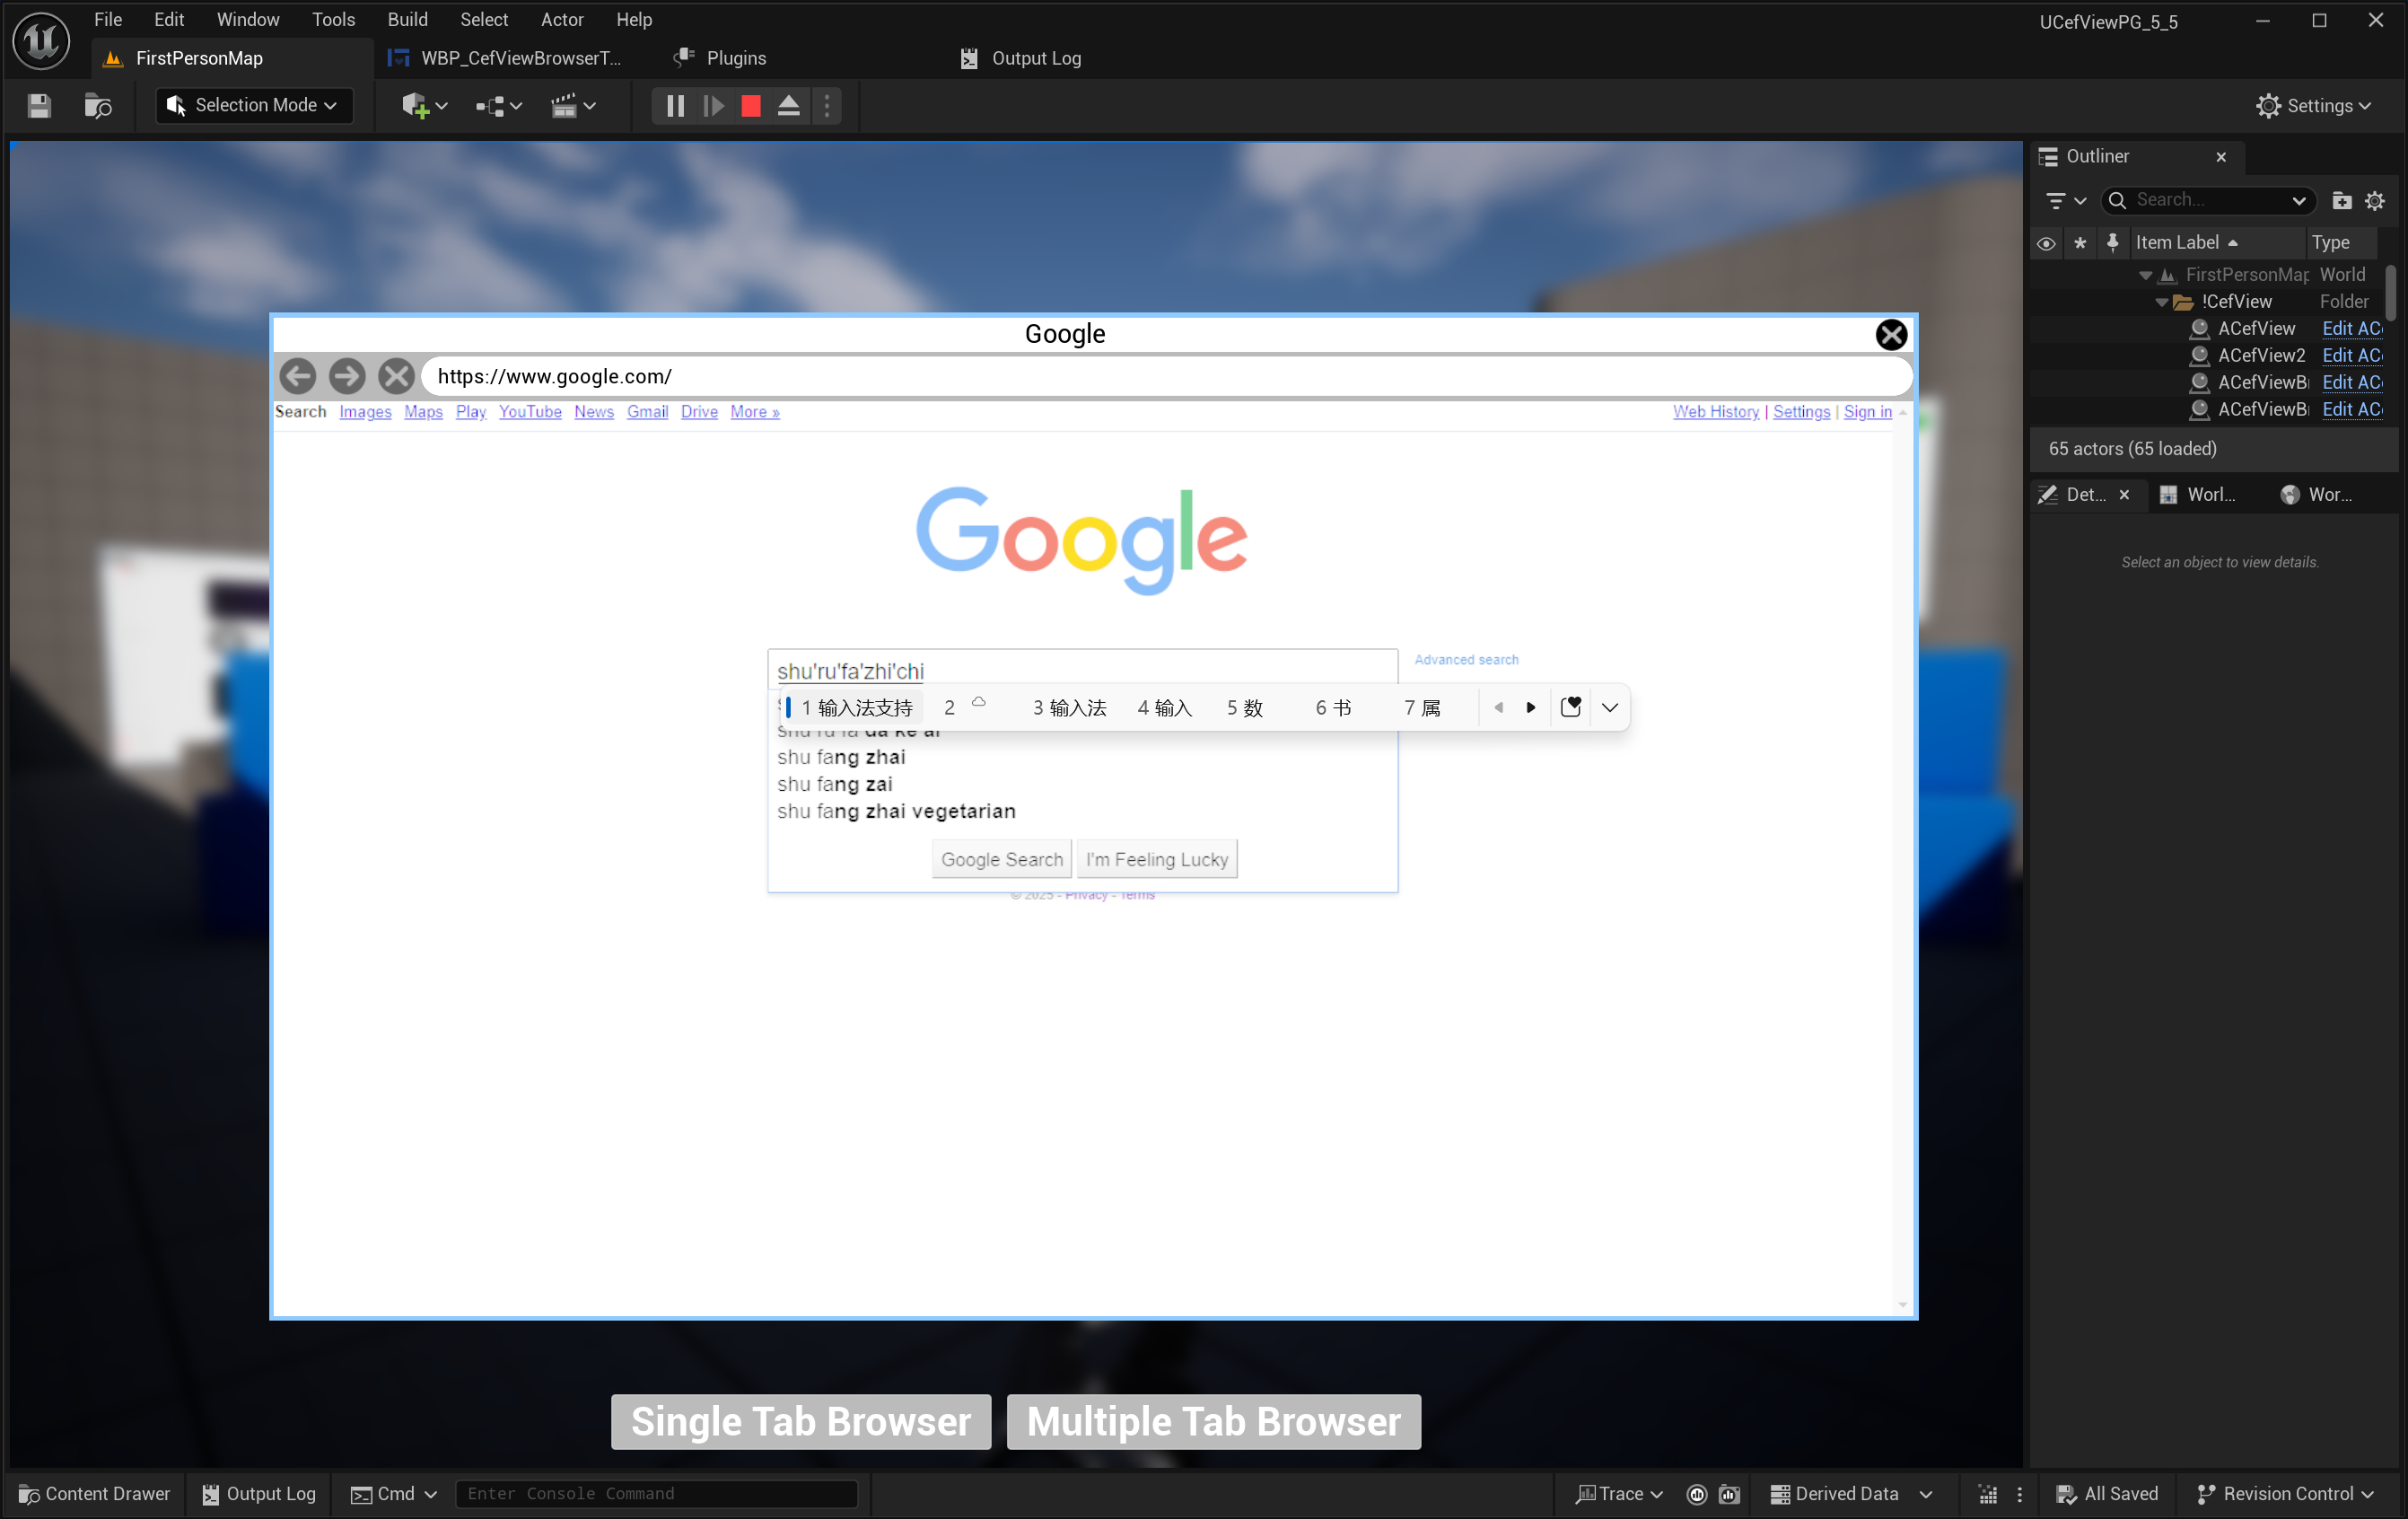 File Edit Window Tools Build Select Actor Help
UCefViewPG_5_5
FirstPersonMap
WBP_CefViewBrowserT...
Plugins
Output Log
Selection Mode
Settings
Outliner
Search...
Item Label
Type
FirstPersonMap World
!CefView Folder
ACefView Edit AC
ACefView2 Edit AC
ACefViewB Edit AC
ACefViewB Edit AC
65 actors (65 loaded)
Det... Worl... Wor...
Select an object to view details.
Google
https://www.google.com/
Search Images Maps Play YouTube News Gmail Drive More »
Web History | Settings | Sign in
Google
shu'ru'fa'zhi'chi
Advanced search
1 输入法支持 2 3 输入法 4 输入 5 数 6 书 7 属
shu ru fa da ke ai
shu fang zhai
shu fang zai
shu fang zhai vegetarian
Google Search I'm Feeling Lucky
© 2025 - Privacy - Terms
Single Tab Browser Multiple Tab Browser
Content Drawer Output Log Cmd Enter Console Command
Trace Derived Data All Saved Revision Control